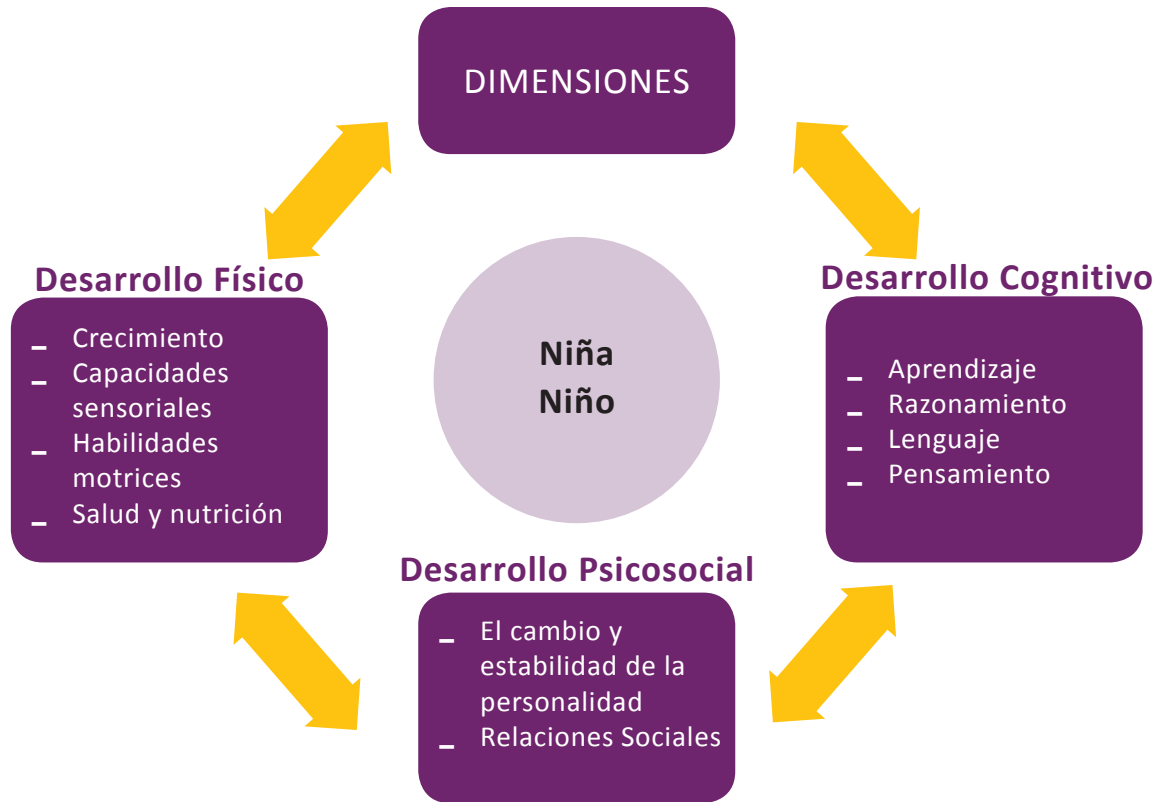 DIMENSIONES
Desarrollo Físico
– Crecimiento
– Capacidades
sensoriales
– Habilidades
motrices
– Salud y nutrición
Niña
Niño
Desarrollo Cognitivo
– Aprendizaje
– Razonamiento
– Lenguaje
– Pensamiento
Desarrollo Psicosocial
– El cambio y
estabilidad de la
personalidad
– Relaciones Sociales